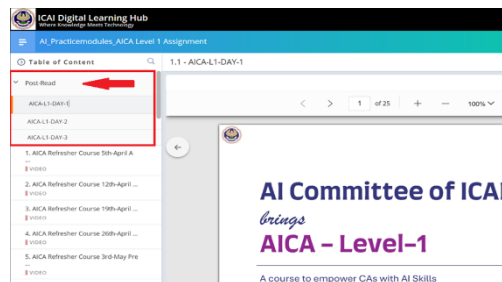 ICAI Digital Learning Hub
Where Knowledge Meets Technology
AI_Practicemodules_AICA Level 1 Assignment
Table of Content
1.1 - AICA-L1-DAY-1
Post-Read
AICA-L1-DAY-1
AICA-L1-DAY-2
AICA-L1-DAY-3
1. AICA Refresher Course 5th-April A
...
VIDEO
2. AICA Refresher Course 12th-April ...
VIDEO
3. AICA Refresher Course 19th-April ...
VIDEO
4. AICA Refresher Course 26th-April ...
VIDEO
5. AICA Refresher Course 3rd-May Pre
...
VIDEO
1 of 25
100%
AI Committee of ICAI
brings
AICA – Level–1
A course to empower CAs with AI Skills